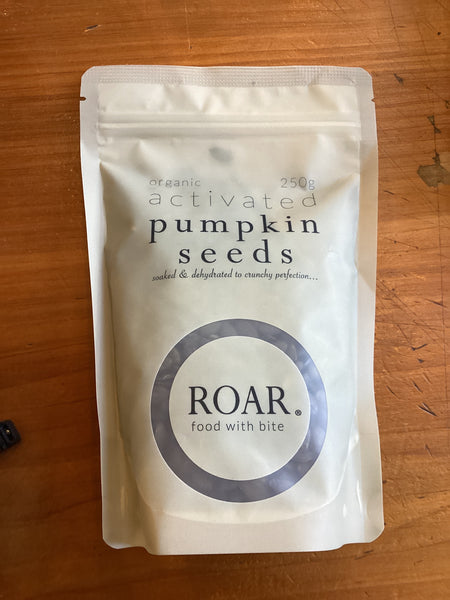 organic 250g
activated
pumpkin
seeds
soaked & dehydrated to crunchy perfection...
ROAR®
food with bite